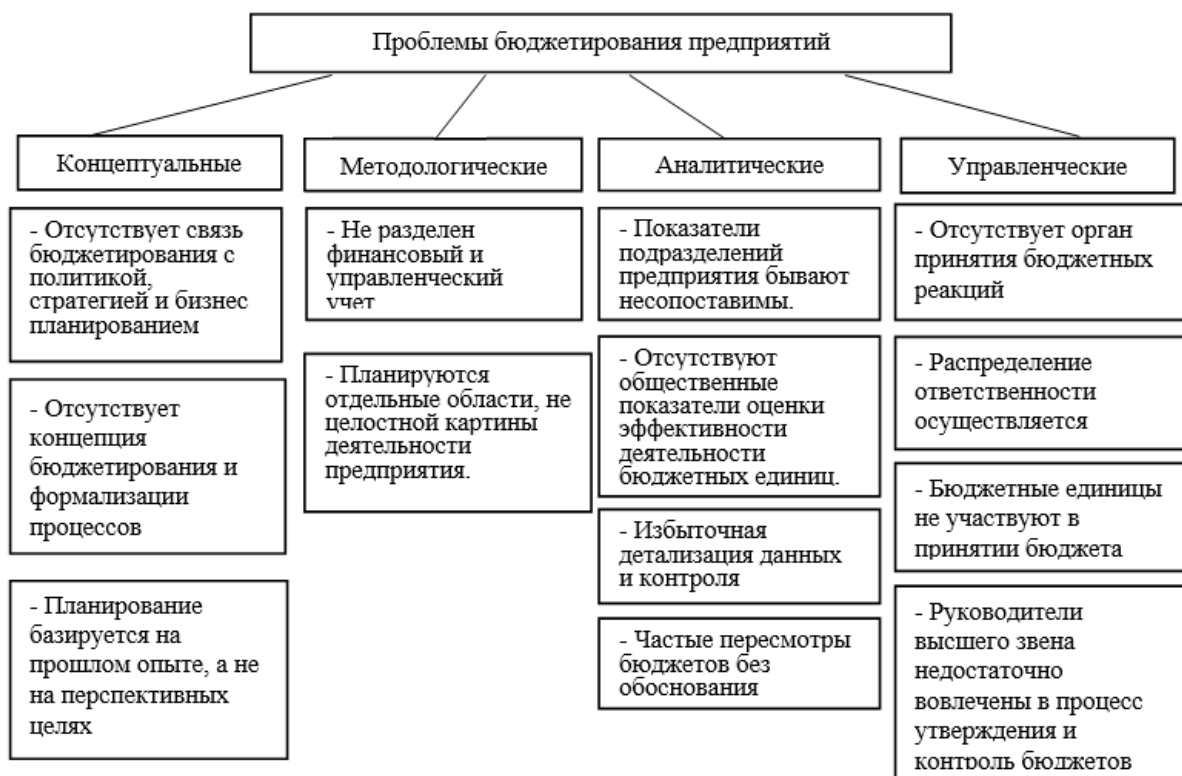 Проблемы бюджетирования предприятий
Концептуальные
Методологические
Аналитические
Управленческие
- Отсутствует связь
бюджетирования с
политикой,
стратегией и бизнес
планированием
- Отсутствует
концепция
бюджетирования и
формализации
процессов
- Планирование
базируется на
прошлом опыте, а не
на перспективных
целях
- Не разделен
финансовый и
управленческий
учет
- Планируются
отдельные области, не
целостной картины
деятельности
предприятия.
- Показатели
подразделений
предприятия бывают
несопоставимы.
- Отсутствуют
общественные
показатели оценки
эффективности
деятельности
бюджетных единиц.
- Избыточная
детализация данных
и контроля
- Частые пересмотры
бюджетов без
обоснования
- Отсутствует орган
принятия бюджетных
реакций
- Распределение
ответственности
осуществляется
- Бюджетные единицы
не участвуют в
принятии бюджета
- Руководители
высшего звена
недостаточно
вовлечены в процесс
утверждения и
контроль бюджетов